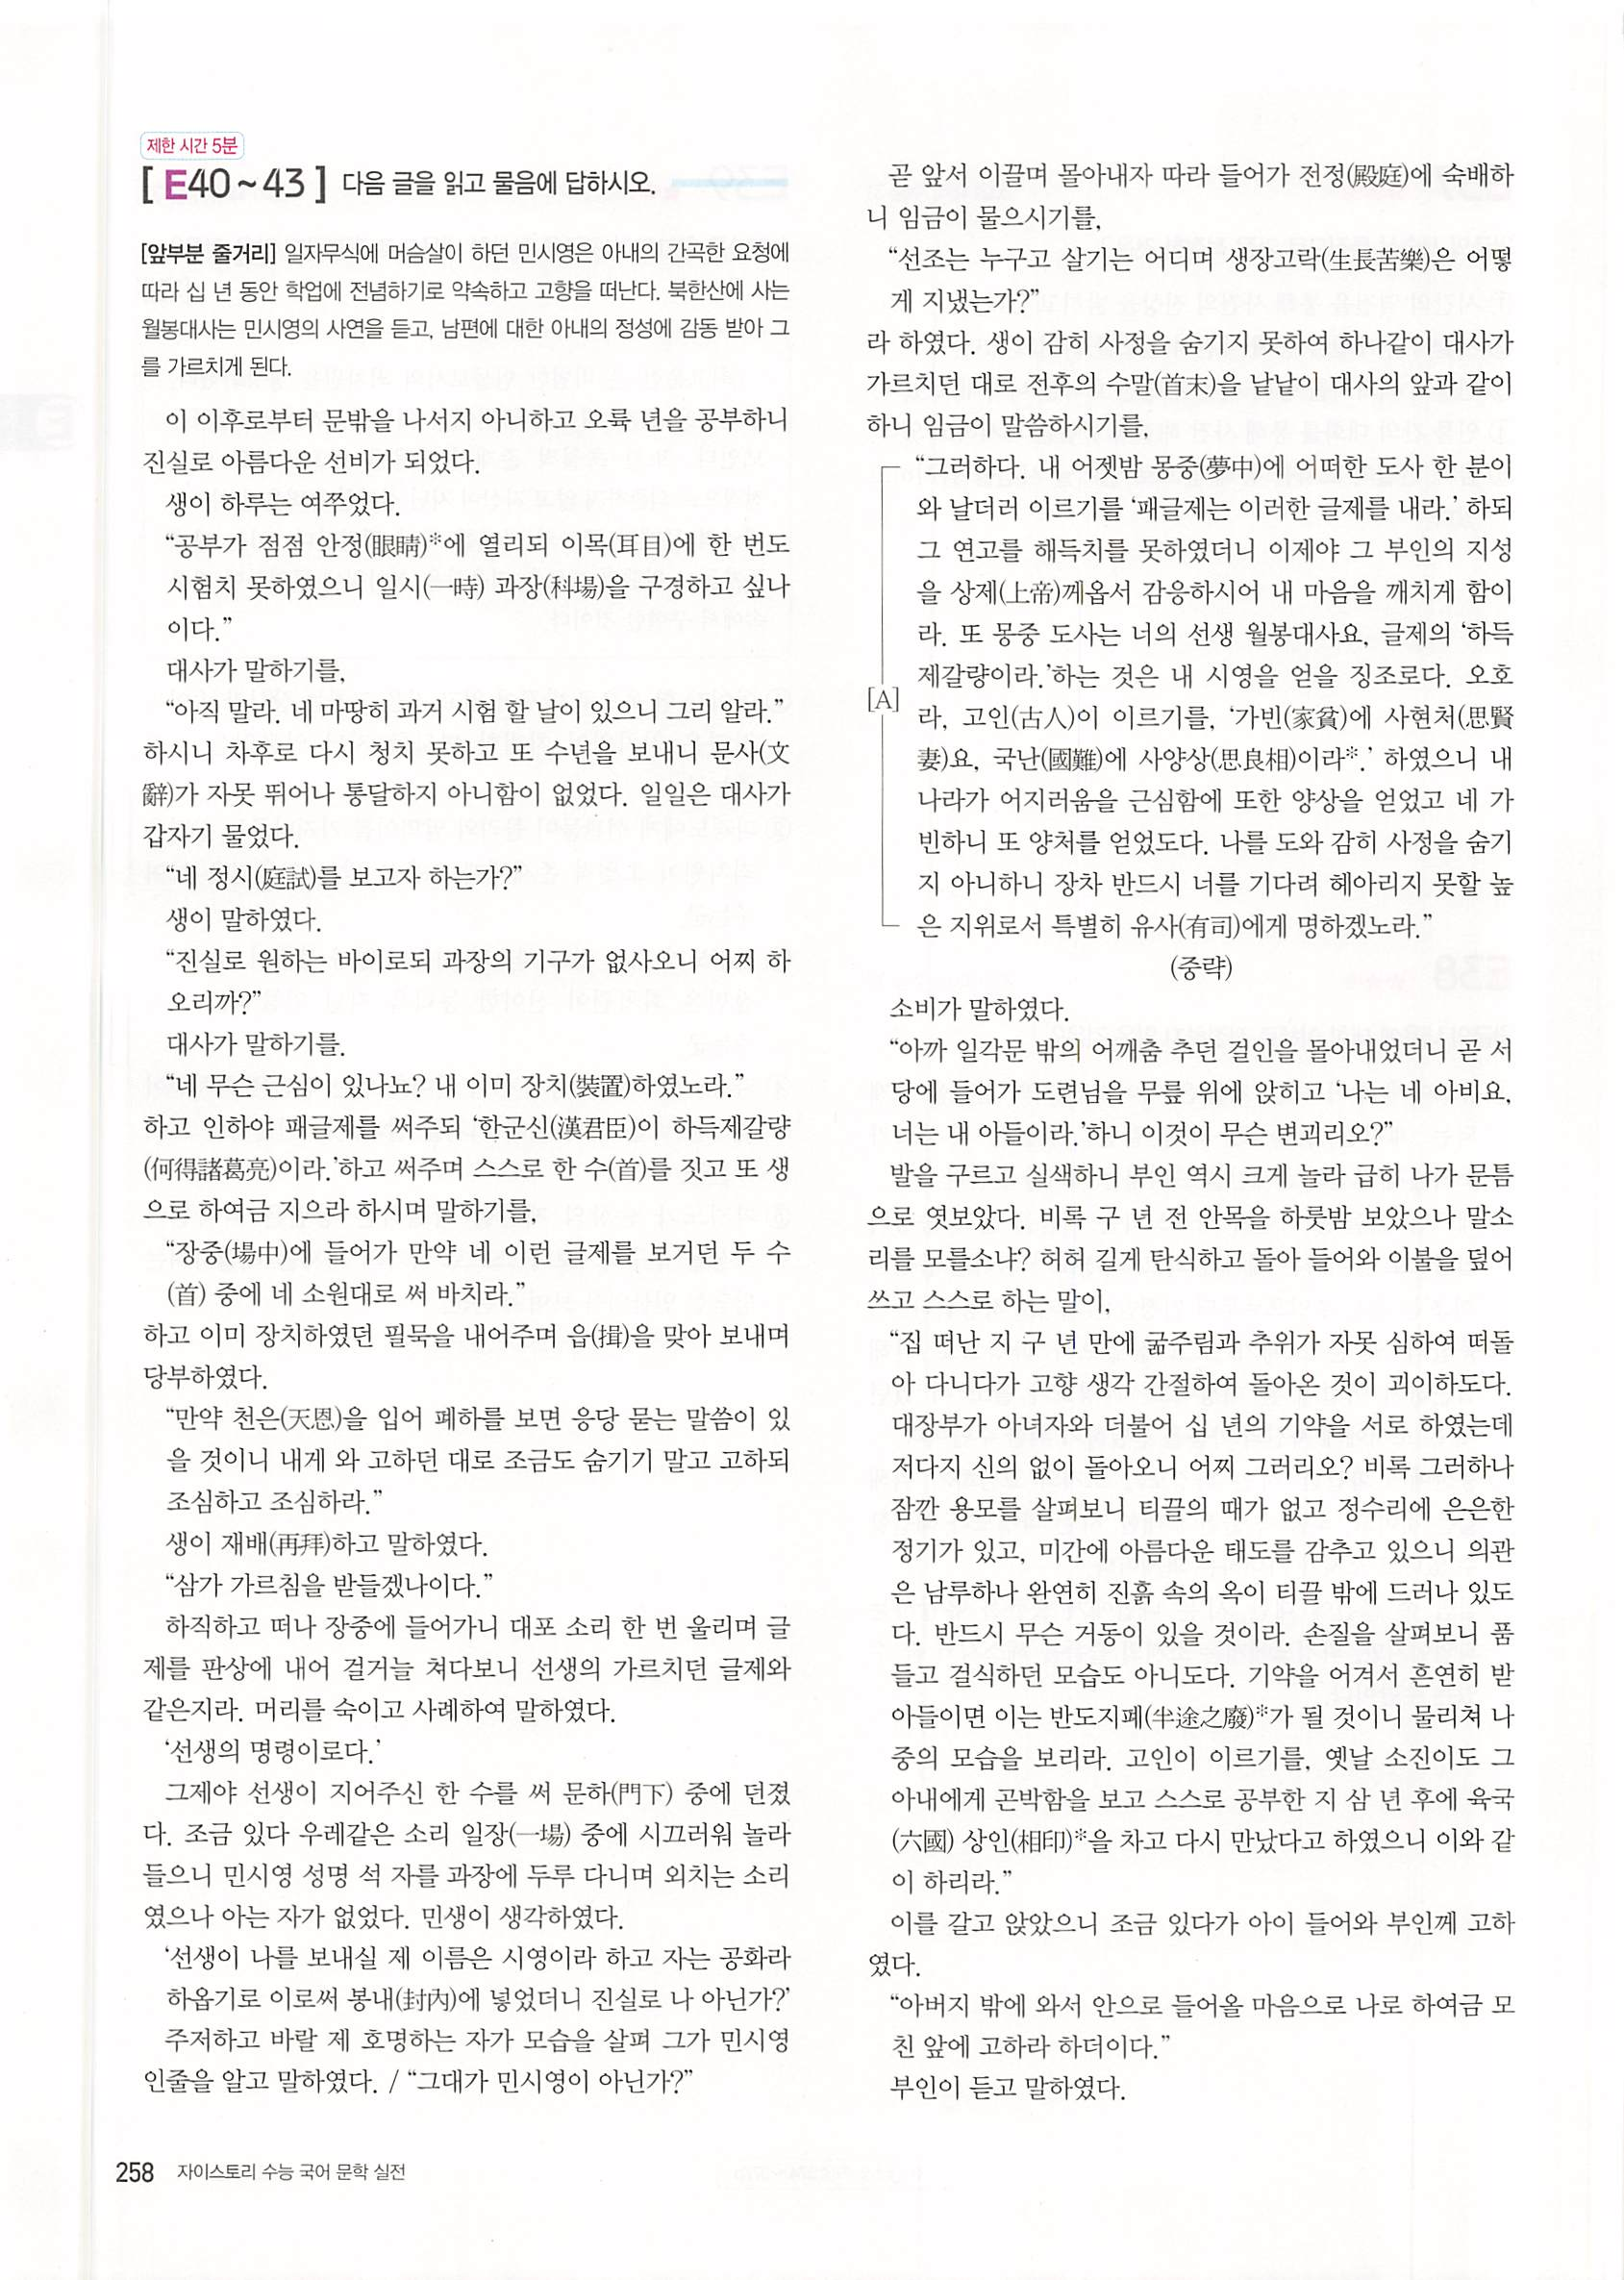 제한 시간 5분
[ E40 ~ 43 ] 다음 글을 읽고 물음에 답하시오.
[앞부분 줄거리] 일자무식에 머슴살이 하던 민시영은 아내의 간곡한 요청에
따라 십 년 동안 학업에 전념하기로 약속하고 고향을 떠난다. 북한산에 사는
월봉대사는 민시영의 사연을 듣고, 남편에 대한 아내의 정성에 감동 받아 그
를 가르치게 된다.
이 이후로부터 문밖을 나서지 아니하고 오륙 년을 공부하니
진실로 아름다운 선비가 되었다.
생이 하루는 여쭈었다.
“공부가 점점 안정(眼睛)*에 열리되 이목(耳目)에 한 번도
시험치 못하였으니 일시(一時) 과장(科場)을 구경하고 싶나
이다.”
대사가 말하기를,
“아직 말라. 네 마땅히 과거 시험 할 날이 있으니 그리 알라.”
하시니 차후로 다시 청치 못하고 또 수년을 보내니 문사(文
辭)가 자못 뛰어나 통달하지 아니함이 없었다. 일일은 대사가
갑자기 물었다.
“네 정시(庭試)를 보고자 하는가?”
생이 말하였다.
“진실로 원하는 바이로되 과장의 기구가 없사오니 어찌 하
오리까?”
대사가 말하기를.
“네 무슨 근심이 있나뇨? 내 이미 장치(裝置)하였노라.”
하고 인하야 패글제를 써주되 ‘한군신(漢君臣)이 하득제갈량
(何得諸葛亮)이라.’하고 써주며 스스로 한 수(首)를 짓고 또 생
으로 하여금 지으라 하시며 말하기를,
“장중(場中)에 들어가 만약 네 이런 글제를 보거던 두 수
(首) 중에 네 소원대로 써 바치라.”
하고 이미 장치하였던 필묵을 내어주며 읍(揖)을 맞아 보내며
당부하였다.
“만약 천은(天恩)을 입어 폐하를 보면 응당 묻는 말씀이 있
을 것이니 내게 와 고하던 대로 조금도 숨기기 말고 고하되
조심하고 조심하라.”
생이 재배(再拜)하고 말하였다.
“삼가 가르침을 받들겠나이다.”
하직하고 떠나 장중에 들어가니 대포 소리 한 번 울리며 글
제를 판상에 내어 걸거늘 쳐다보니 선생의 가르치던 글제와
같은지라. 머리를 숙이고 사례하여 말하였다.
‘선생의 명령이로다.’
그제야 선생이 지어주신 한 수를 써 문하(門下) 중에 던졌
다. 조금 있다 우레같은 소리 일장(一場) 중에 시끄러워 놀라
들으니 민시영 성명 석 자를 과장에 두루 다니며 외치는 소리
였으나 아는 자가 없었다. 민생이 생각하였다.
‘선생이 나를 보내실 제 이름은 시영이라 하고 자는 공화라
하옵기로 이로써 봉내(封內)에 넣었더니 진실로 나 아닌가?’
주저하고 바랄 제 호명하는 자가 모습을 살펴 그가 민시영
인줄을 알고 말하였다. / “그대가 민시영이 아닌가?”
곧 앞서 이끌며 몰아내자 따라 들어가 전정(殿庭)에 숙배하
니 임금이 물으시기를,
“선조는 누구고 살기는 어디며 생장고락(生長苦樂)은 어떻
게 지냈는가?”
라 하였다. 생이 감히 사정을 숨기지 못하여 하나같이 대사가
가르치던 대로 전후의 수말(首末)을 낱낱이 대사의 앞과 같이
하니 임금이 말씀하시기를,
“그러하다. 내 어젯밤 몽중(夢中)에 어떠한 도사 한 분이
와 날더러 이르기를 ‘패글제는 이러한 글제를 내라.’ 하되
그 연고를 해득치를 못하였더니 이제야 그 부인의 지성
을 상제(上帝)께옵서 감응하시어 내 마음을 깨치게 함이
라. 또 몽중 도사는 너의 선생 월봉대사요, 글제의 ‘하득
제갈량이라.’하는 것은 내 시영을 얻을 징조로다. 오호
[A]
라, 고인(古人)이 이르기를, ‘가빈(家貧)에 사현처(思賢
妻)요, 국난(國難)에 사양상(思良相)이라*.’ 하였으니 내
나라가 어지러움을 근심함에 또한 양상을 얻었고 네 가
빈하니 또 양처를 얻었도다. 나를 도와 감히 사정을 숨기
지 아니하니 장차 반드시 너를 기다려 헤아리지 못할 높
은 지위로서 특별히 유사(有司)에게 명하겠노라.”
(중략)
소비가 말하였다.
“아까 일각문 밖의 어깨춤 추던 걸인을 몰아내었더니 곧 서
당에 들어가 도련님을 무릎 위에 앉히고 ‘나는 네 아비요,
너는 내 아들이라.’하니 이것이 무슨 변괴리오?”
발을 구르고 실색하니 부인 역시 크게 놀라 급히 나가 문틈
으로 엿보았다. 비록 구 년 전 안목을 하룻밤 보았으나 말소
리를 모를소냐? 허허 길게 탄식하고 돌아 들어와 이불을 덮어
쓰고 스스로 하는 말이,
“집 떠난 지 구 년 만에 굶주림과 추위가 자못 심하여 떠돌
아 다니다가 고향 생각 간절하여 돌아온 것이 괴이하도다.
대장부가 아녀자와 더불어 십 년의 기약을 서로 하였는데
저다지 신의 없이 돌아오니 어찌 그러리오? 비록 그러하나
잠깐 용모를 살펴보니 티끌의 때가 없고 정수리에 은은한
정기가 있고, 미간에 아름다운 태도를 감추고 있으니 의관
은 남루하나 완연히 진흙 속의 옥이 티끌 밖에 드러나 있도
다. 반드시 무슨 거동이 있을 것이라. 손질을 살펴보니 품
들고 걸식하던 모습도 아니도다. 기약을 어겨서 흔연히 받
아들이면 이는 반도지폐(半途之廢)*가 될 것이니 물리쳐 나
중의 모습을 보리라. 고인이 이르기를, 옛날 소진이도 그
아내에게 곤박함을 보고 스스로 공부한 지 삼 년 후에 육국
(六國) 상인(相印)*을 차고 다시 만났다고 하였으니 이와 같
이 하리라.”
이를 갈고 앉았으니 조금 있다가 아이 들어와 부인께 고하
였다.
“아버지 밖에 와서 안으로 들어올 마음으로 나로 하여금 모
친 앞에 고하라 하더이다.”
부인이 듣고 말하였다.
258 자이스토리 수능 국어 문학 실전